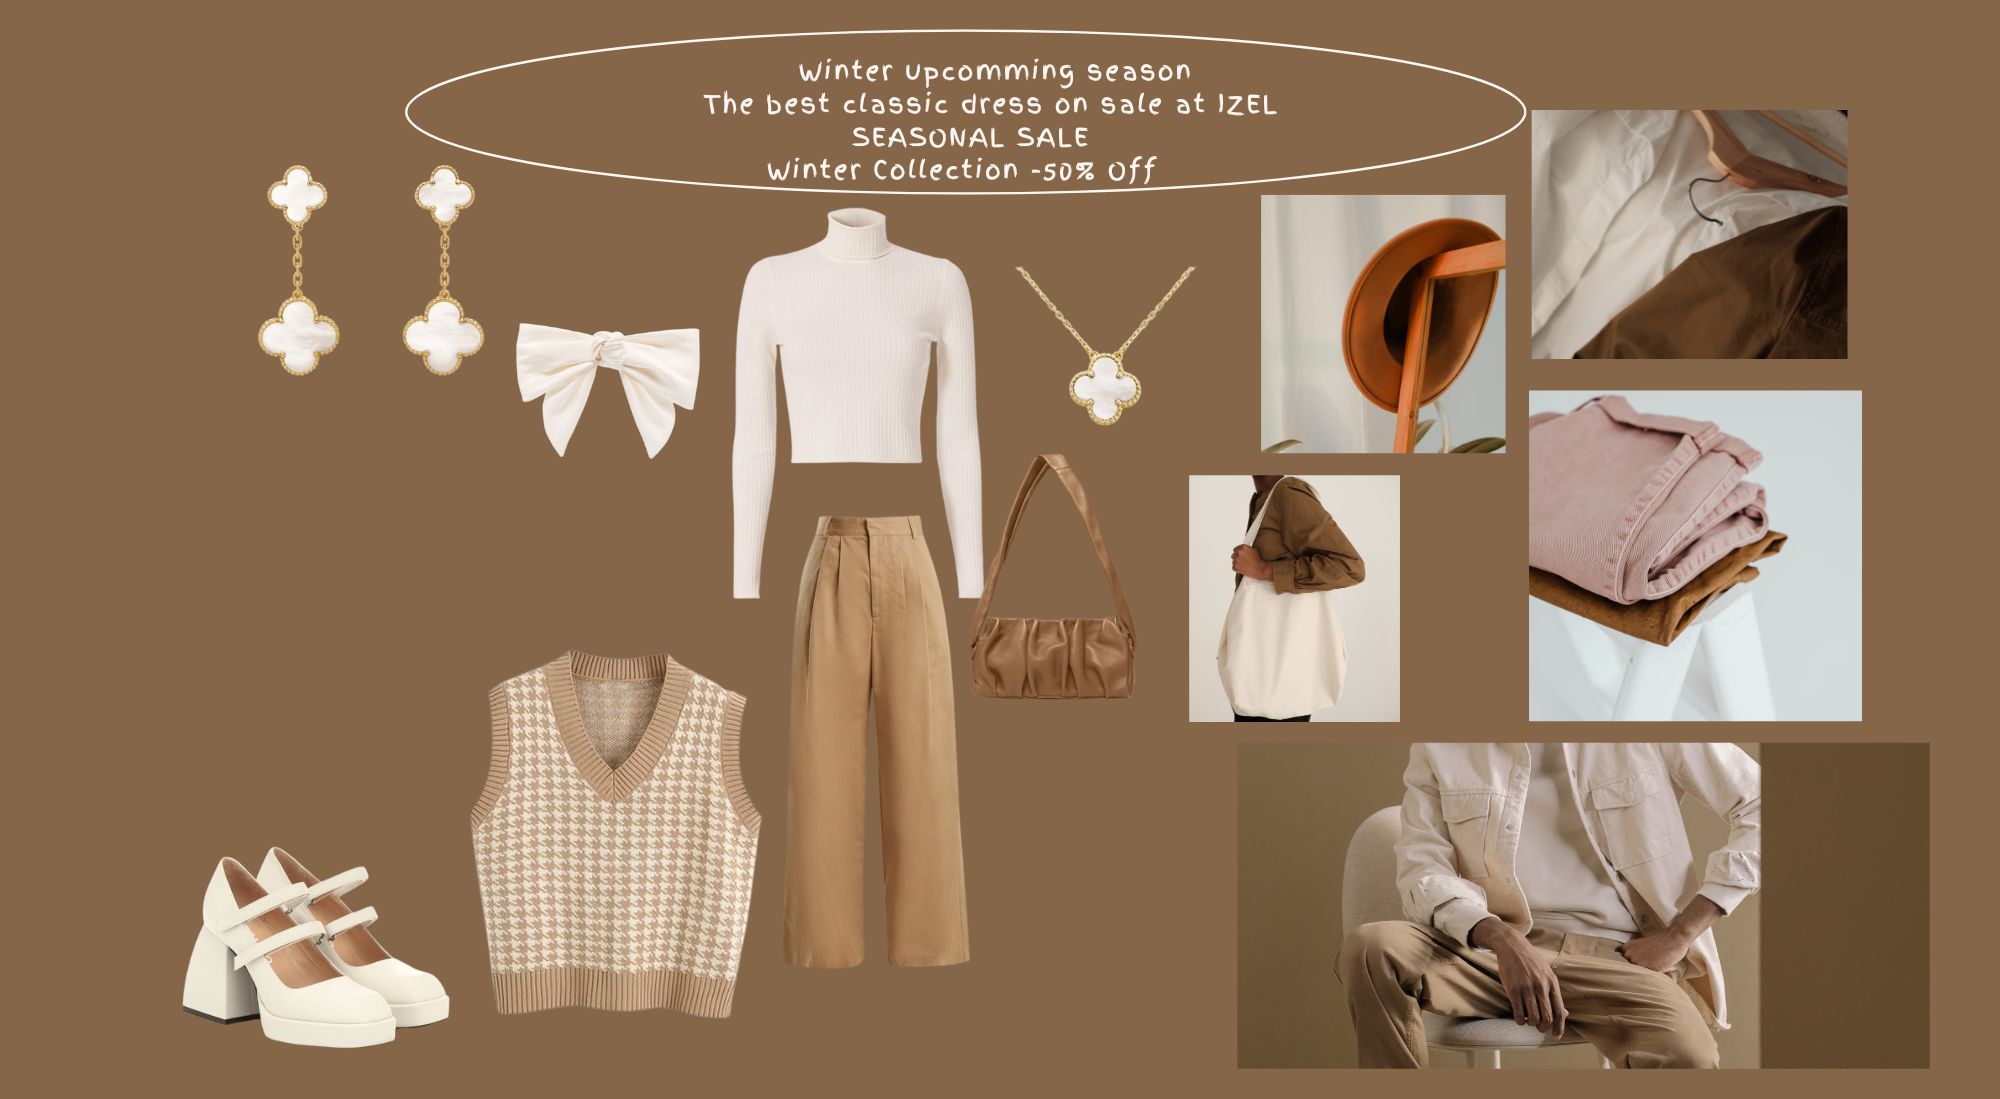 Winter upcomming season
The best classic dress on sale at IZEL
SEASONAL SALE
Winter Collection -50% Off